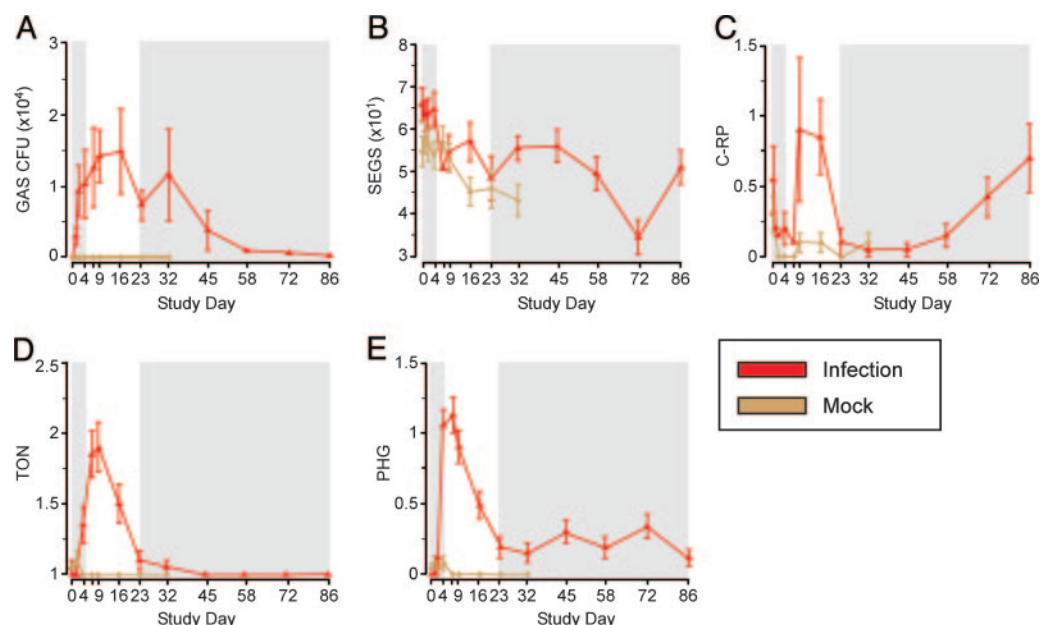 A
GAS CFU (x10⁴)
3
2
1
0
0 4 9 16 23 32 45 58 72 86
Study Day
B
SEGS (x10¹)
8
7
6
5
4
3
0 4 9 16 23 32 45 58 72 86
Study Day
C
C-RP
1.5
1
0.5
0
0 4 9 16 23 32 45 58 72 86
Study Day
D
TON
2.5
2
1.5
1
0 4 9 16 23 32 45 58 72 86
Study Day
E
PHG
1.5
1
0.5
0
0 4 9 16 23 32 45 58 72 86
Study Day
Infection
Mock